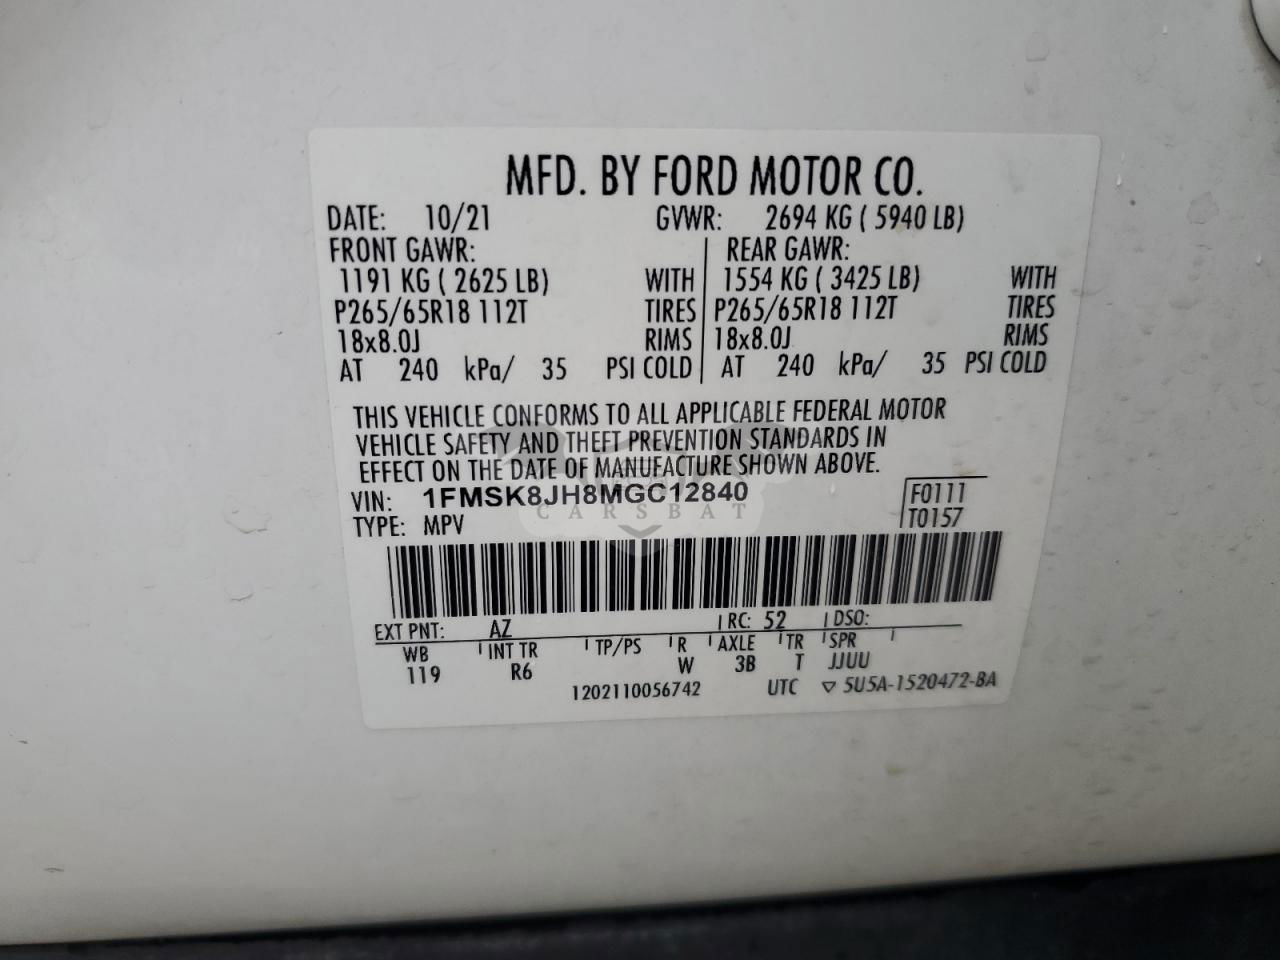 MFD. BY FORD MOTOR CO.
DATE: 10/21 GVWR: 2694 KG ( 5940 LB)
FRONT GAWR: REAR GAWR:
1191 KG ( 2625 LB) WITH 1554 KG ( 3425 LB) WITH
P265/65R18 112T TIRES P265/65R18 112T TIRES
18x8.0J RIMS 18x8.0J RIMS
AT 240 kPa/ 35 PSI COLD AT 240 kPa/ 35 PSI COLD
THIS VEHICLE CONFORMS TO ALL APPLICABLE FEDERAL MOTOR
VEHICLE SAFETY AND THEFT PREVENTION STANDARDS IN
EFFECT ON THE DATE OF MANUFACTURE SHOWN ABOVE.
VIN: 1FMSK8JH8MGC12840 F0111
CARSBAT
TYPE: MPV T0157
EXT PNT: AZ RC: 52 DSO:
WB INT TR TP/PS R AXLE TR SPR
119 R6 W 3B T JJUU
1202110056742 UTC ▽ 5U5A-1520472-BA